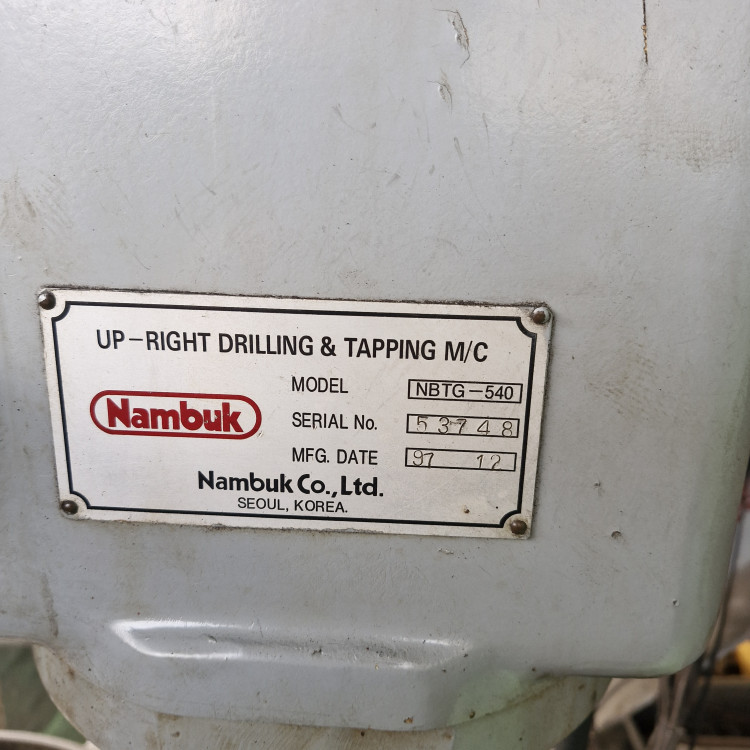 UP-RIGHT DRILLING & TAPPING M/C
MODEL NBTG-540
Nambuk
SERIAL No. 53748
MFG. DATE 97 12
Nambuk Co., Ltd.
SEOUL, KOREA.